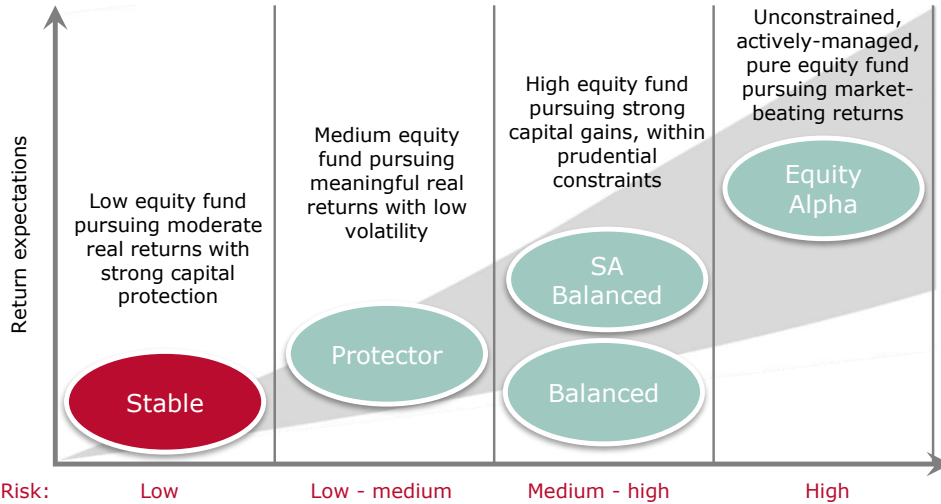 Return expectations
Low equity fund
pursuing moderate
real returns with
strong capital
protection
Stable
Medium equity
fund pursuing
meaningful real
returns with low
volatility
Protector
High equity fund
pursuing strong
capital gains, within
prudential
constraints
SA
Balanced
Balanced
Unconstrained,
actively-managed,
pure equity fund
pursuing market-
beating returns
Equity
Alpha
Risk:
Low
Low - medium
Medium - high
High